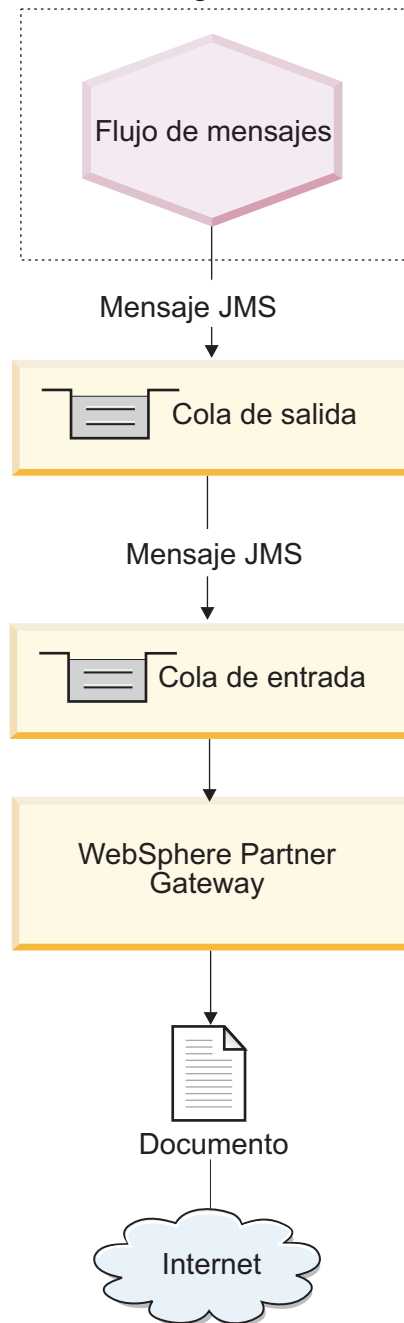 Flujo de mensajes
Mensaje JMS
Cola de salida
Mensaje JMS
Cola de entrada
WebSphere Partner
Gateway
Documento
Internet